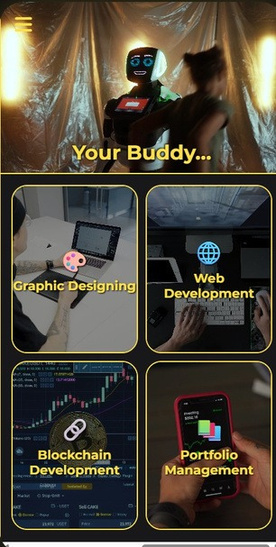 Your Buddy...
Graphic Designing
Web
Development
Blockchain
Development
Portfolio
Management